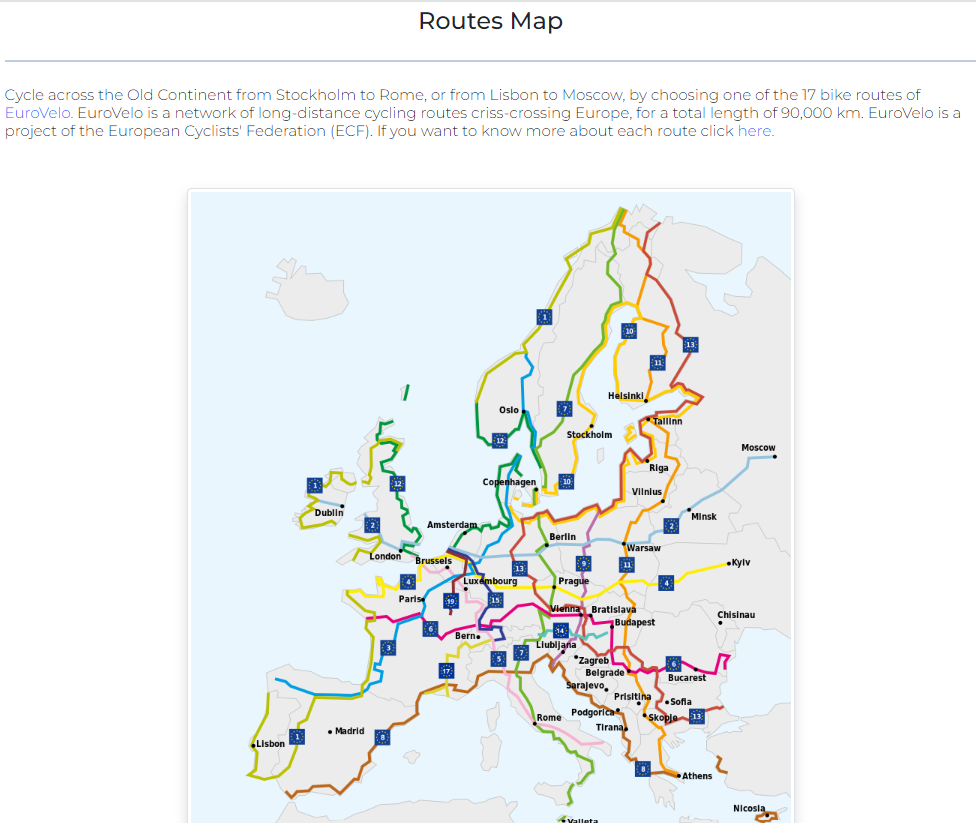 Routes Map
Cycle across the Old Continent from Stockholm to Rome, or from Lisbon to Moscow, by choosing one of the 17 bike routes of
EuroVelo. EuroVelo is a network of long-distance cycling routes criss-crossing Europe, for a total length of 90,000 km. EuroVelo is a
project of the European Cyclists' Federation (ECF). If you want to know more about each route click here.
1
10
13
11
Helsinki
7
Oslo
Tallinn
12
Stockholm
Moscow
Riga
1
12
Copenhagen
10
Vilnius
Dublin
2
Minsk
2
Amsterdam
Berlin
London
Warsaw
Brussels
13
9
11
Kyiv
4
Luxembourg
Prague
4
Paris
19
15
Vienna
Bratislava
Chisinau
6
14
Budapest
Bern
3
Ljubljana
7
5
Zagreb
6
17
Belgrade
Bucarest
Sarajevo
Prisitina
Sofia
Podgorica
Skopje
13
Rome
Tirana
Madrid
1
8
Lisbon
8
Athens
Nicosia
Valleta